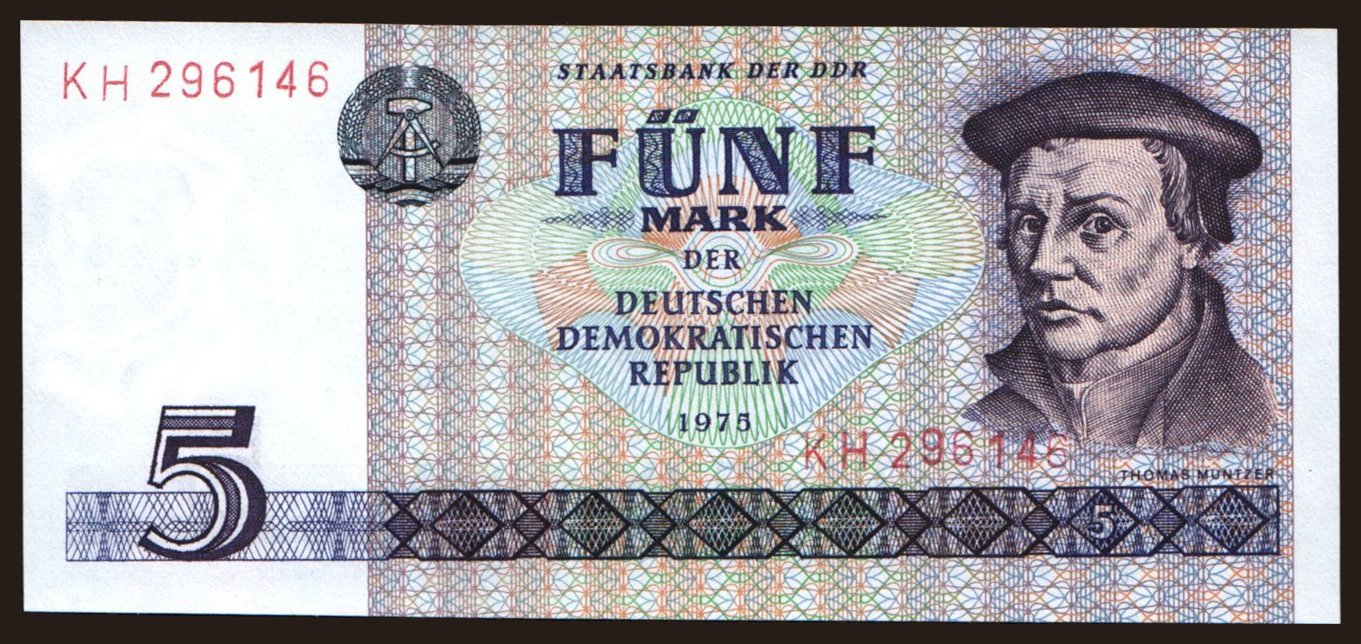 KH 296146
STAATSBANK DER DDR
FÜNF
MARK
DER
DEUTSCHEN
DEMOKRATISCHEN
REPUBLIK
1975
KH 296146
THOMAS MÜNTZER
5
5